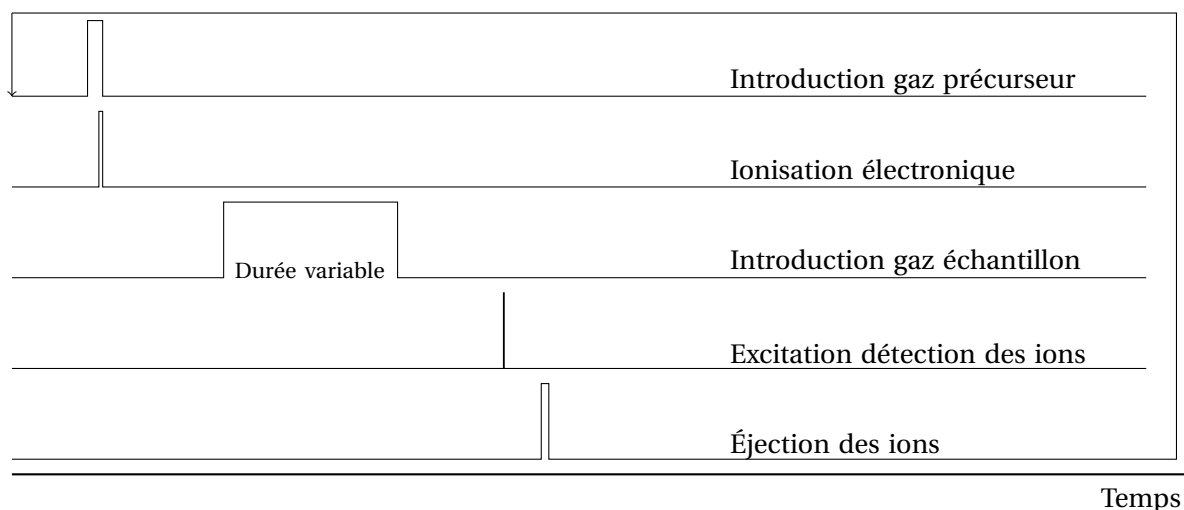 Introduction gaz précurseur
Ionisation électronique
Durée variable
Introduction gaz échantillon
Excitation détection des ions
Éjection des ions
Temps